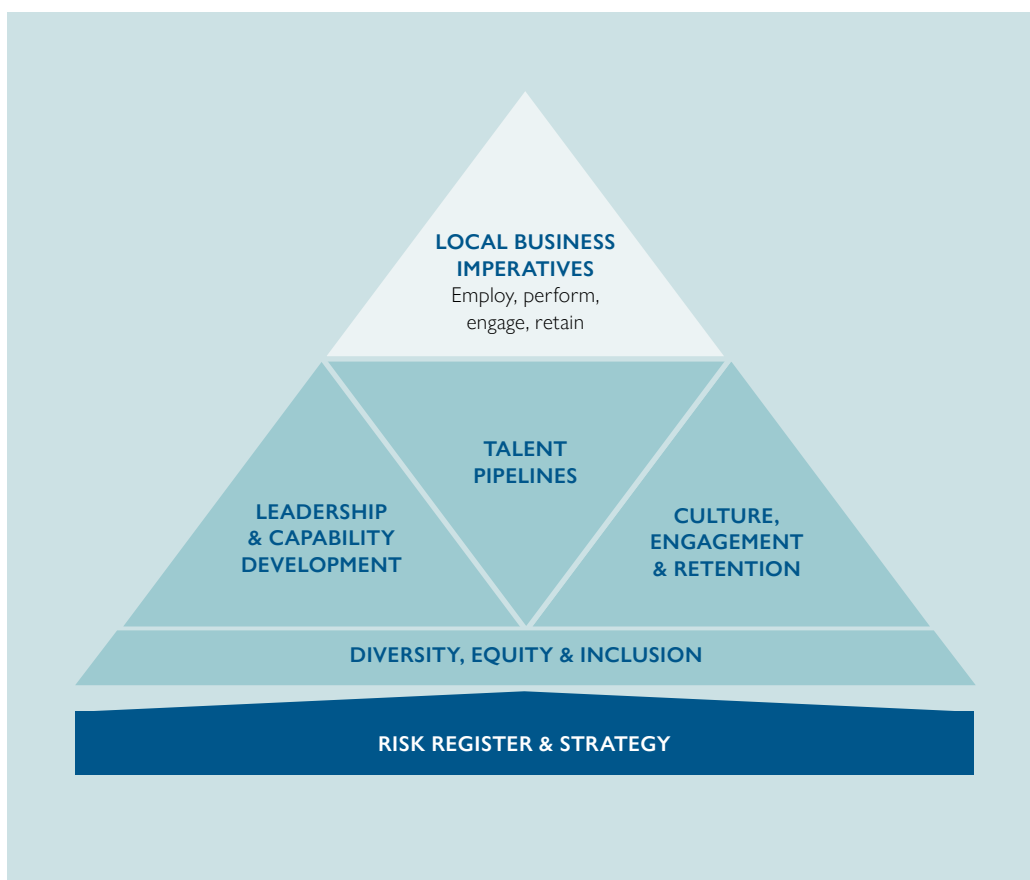 LOCAL BUSINESS
IMPERATIVES
Employ, perform,
engage, retain
TALENT
PIPELINES
LEADERSHIP
& CAPABILITY
DEVELOPMENT
CULTURE,
ENGAGEMENT
& RETENTION
DIVERSITY, EQUITY & INCLUSION
RISK REGISTER & STRATEGY